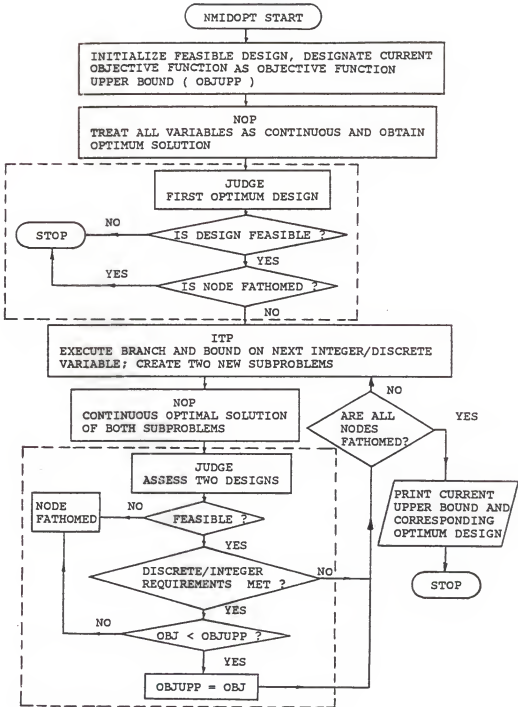 NMIDOPT START
INITIALIZE FEASIBLE DESIGN, DESIGNATE CURRENT
OBJECTIVE FUNCTION AS OBJECTIVE FUNCTION
UPPER BOUND ( OBJUPP )
NOP
TREAT ALL VARIABLES AS CONTINUOUS AND OBTAIN
OPTIMUM SOLUTION
JUDGE
FIRST OPTIMUM DESIGN
NO
STOP
IS DESIGN FEASIBLE ?
YES
YES
IS NODE FATHOMED ?
NO
ITP
EXECUTE BRANCH AND BOUND ON NEXT INTEGER/DISCRETE
VARIABLE; CREATE TWO NEW SUBPROBLEMS
NOP
CONTINUOUS OPTIMAL SOLUTION
OF BOTH SUBPROBLEMS
NO
ARE ALL
NODES
FATHOMED?
YES
JUDGE
ASSESS TWO DESIGNS
NODE
FATHOMED
NO
FEASIBLE ?
YES
PRINT CURRENT
UPPER BOUND AND
CORRESPONDING
OPTIMUM DESIGN
DISCRETE/INTEGER
REQUIREMENTS MET ?
NO
STOP
YES
NO
OBJ < OBJUPP ?
YES
OBJUPP = OBJ